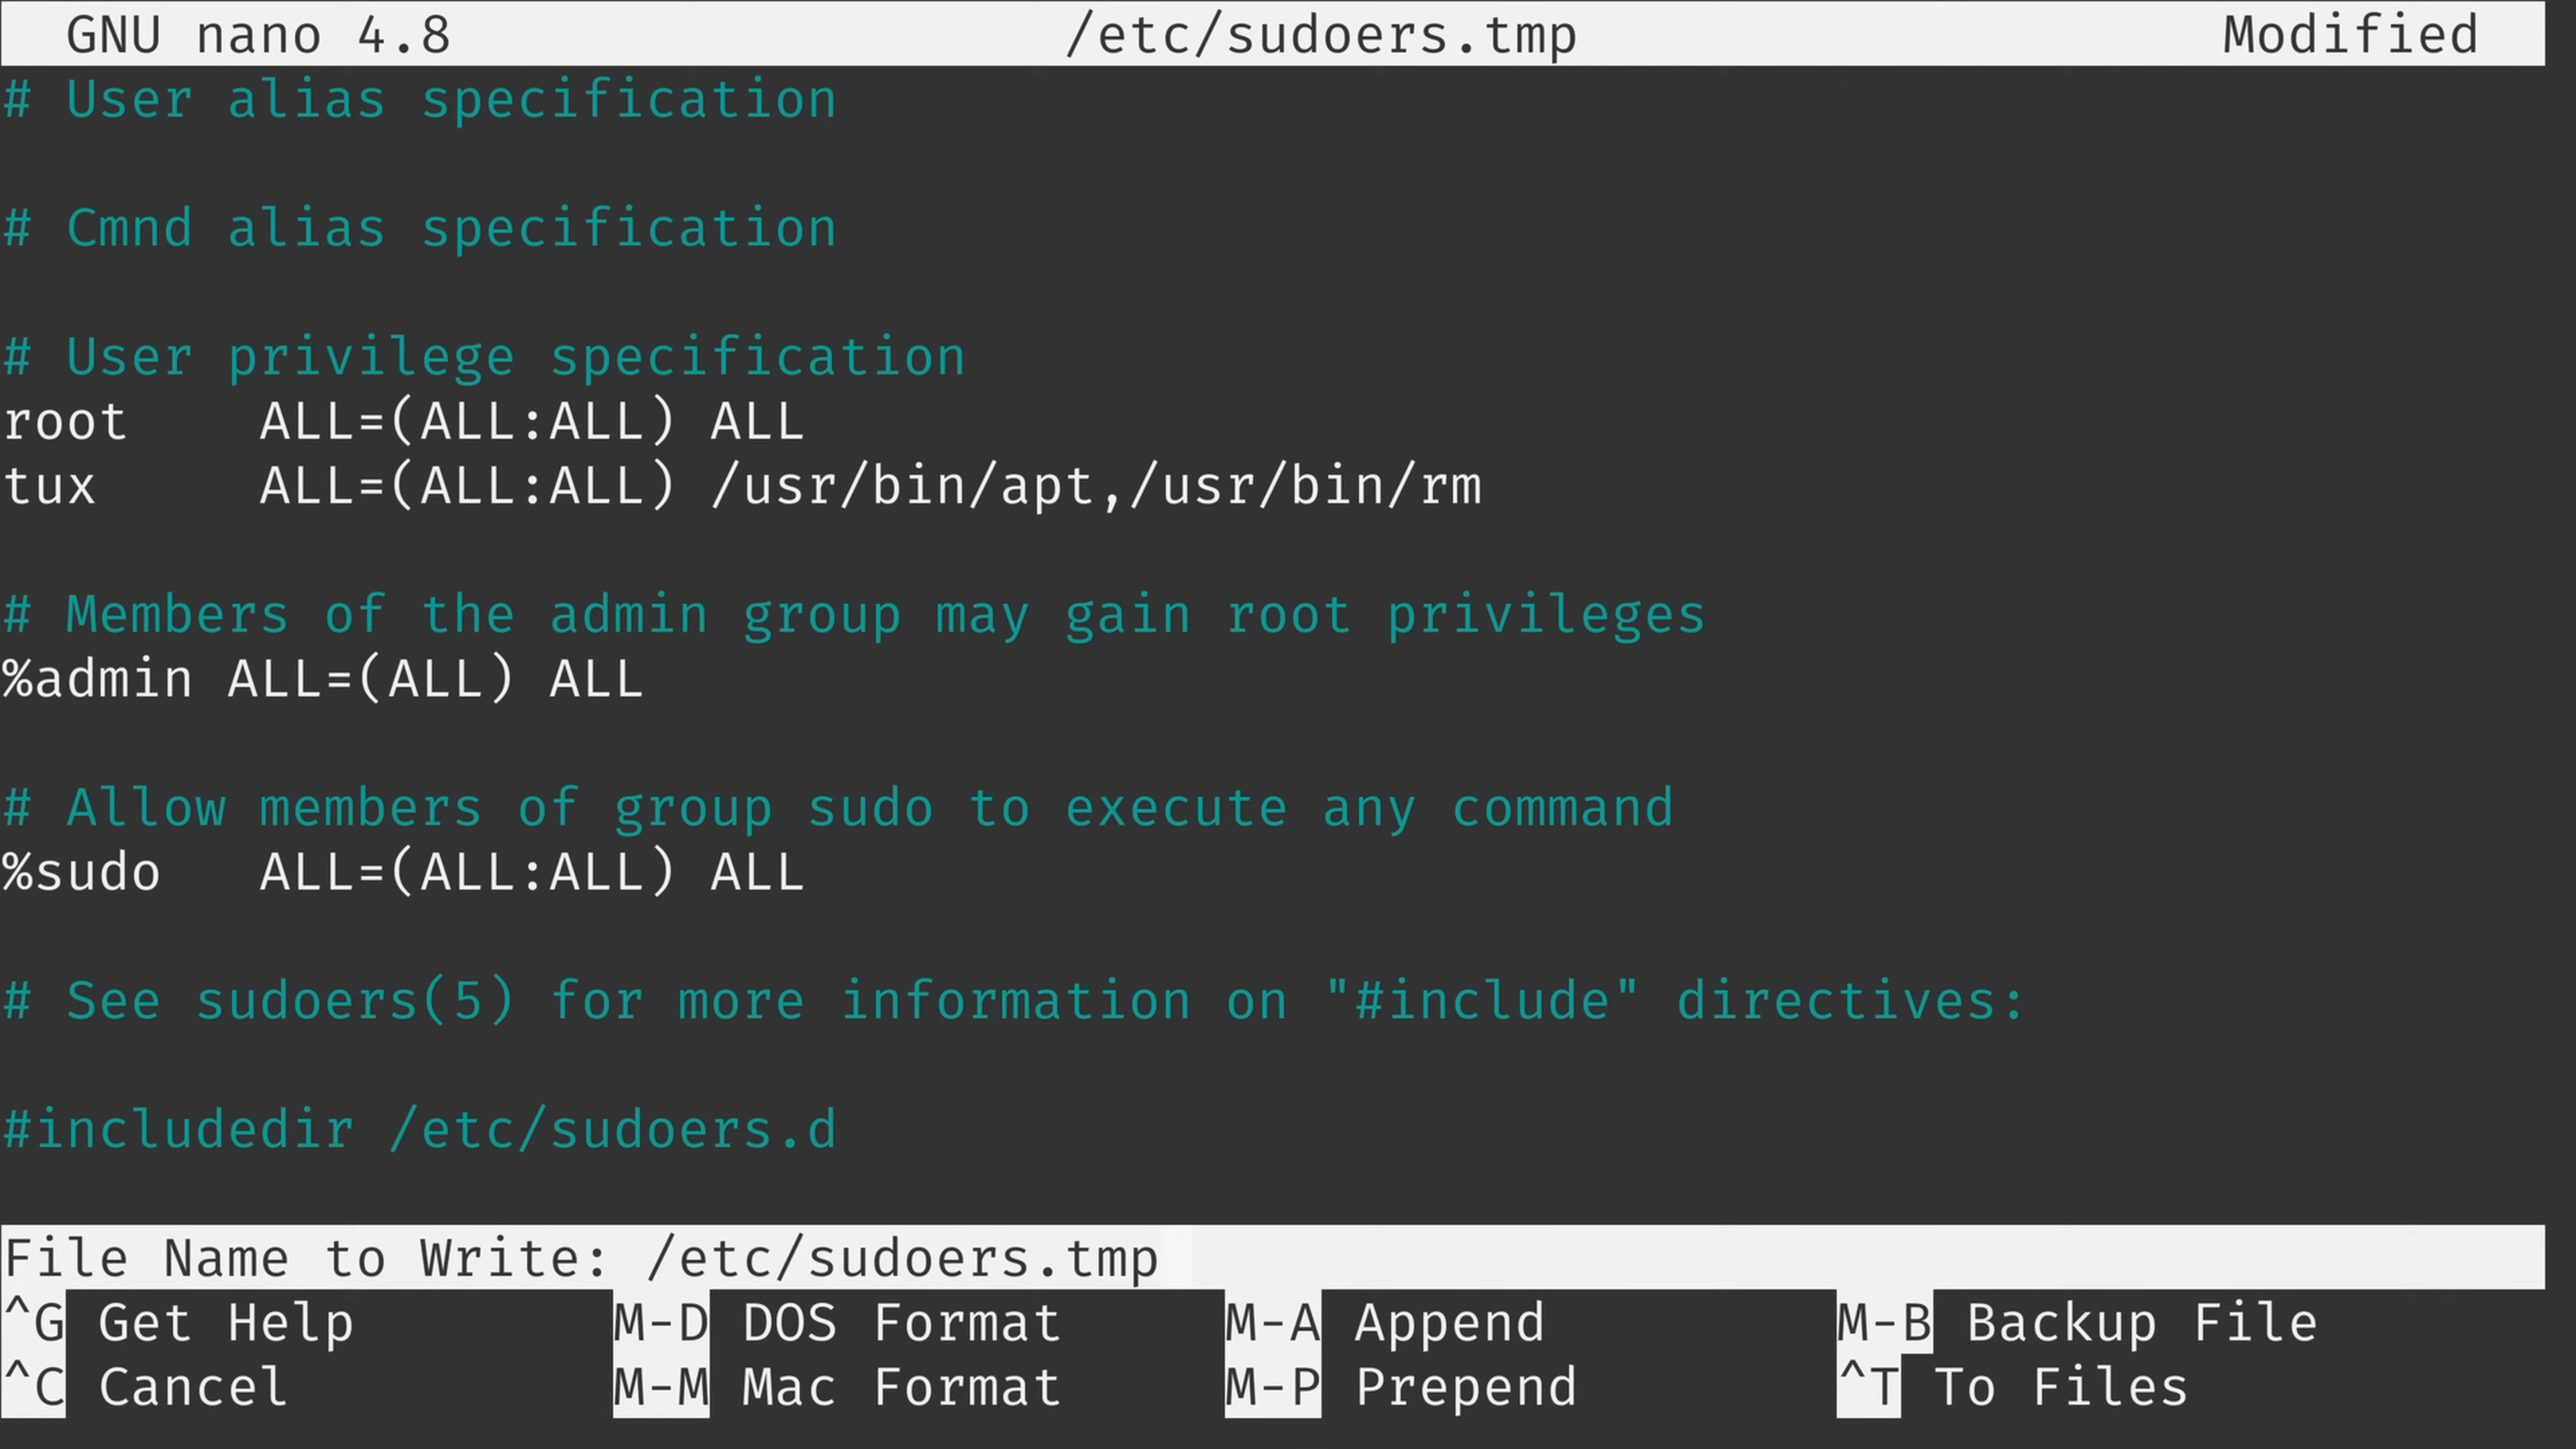 GNU nano 4.8 /etc/sudoers.tmp Modified
# User alias specification
# Cmnd alias specification
# User privilege specification
root    ALL=(ALL:ALL) ALL
tux     ALL=(ALL:ALL) /usr/bin/apt,/usr/bin/rm
# Members of the admin group may gain root privileges
%admin ALL=(ALL) ALL
# Allow members of group sudo to execute any command
%sudo   ALL=(ALL:ALL) ALL
# See sudoers(5) for more information on "#include" directives:
#includedir /etc/sudoers.d
File Name to Write: /etc/sudoers.tmp
^G Get Help M-D DOS Format M-A Append M-B Backup File
^C Cancel M-M Mac Format M-P Prepend ^T To Files